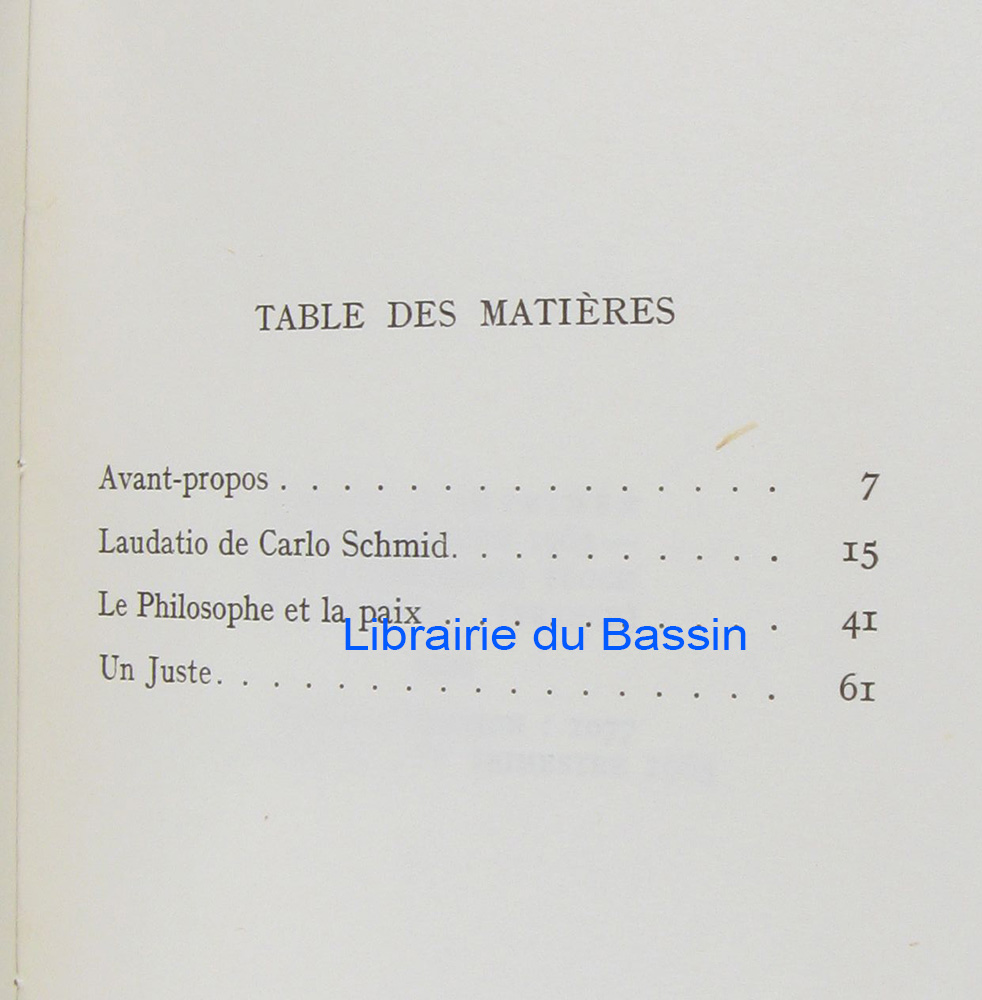 TABLE DES MATIÈRES
Avant-propos . . . . . . . . . . . . . . . . 7
Laudatio de Carlo Schmid. . . . . . . . . . . 15
Le Philosophe et la paix . . . . . . . . . . . 41
Librairie du Bassin
Un Juste. . . . . . . . . . . . . . . . . . . 61